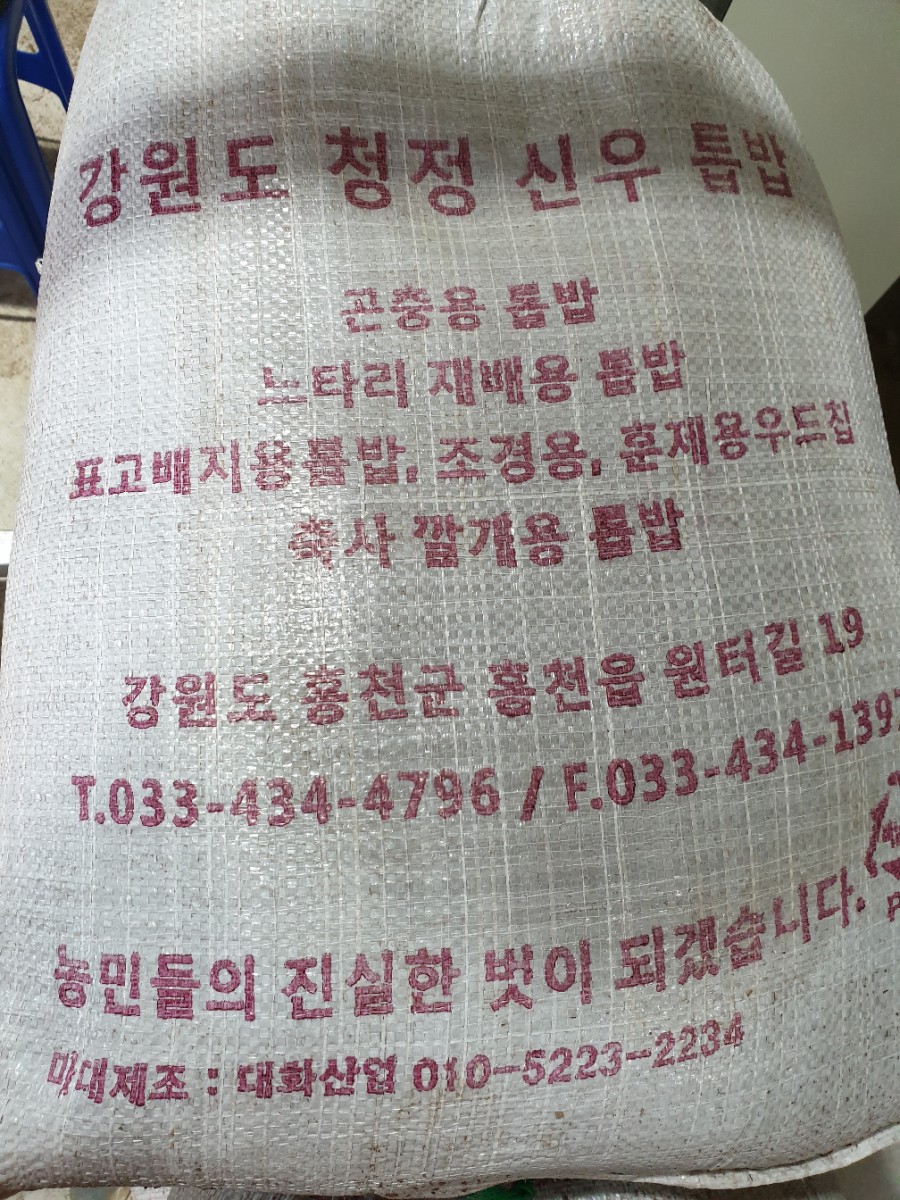 강원도 청정 신우 톱밥
곤충용 톱밥
느타리 재배용 톱밥
표고배지용톱밥, 조경용, 훈제용우드칩
축사 깔개용 톱밥
강원도 홍천군 홍천읍 원터길 19
T.033-434-4796 / F.033-434-139
농민들의 진실한 벗이 되겠습니다.
마대제조 : 대화산업 010-5223-2234